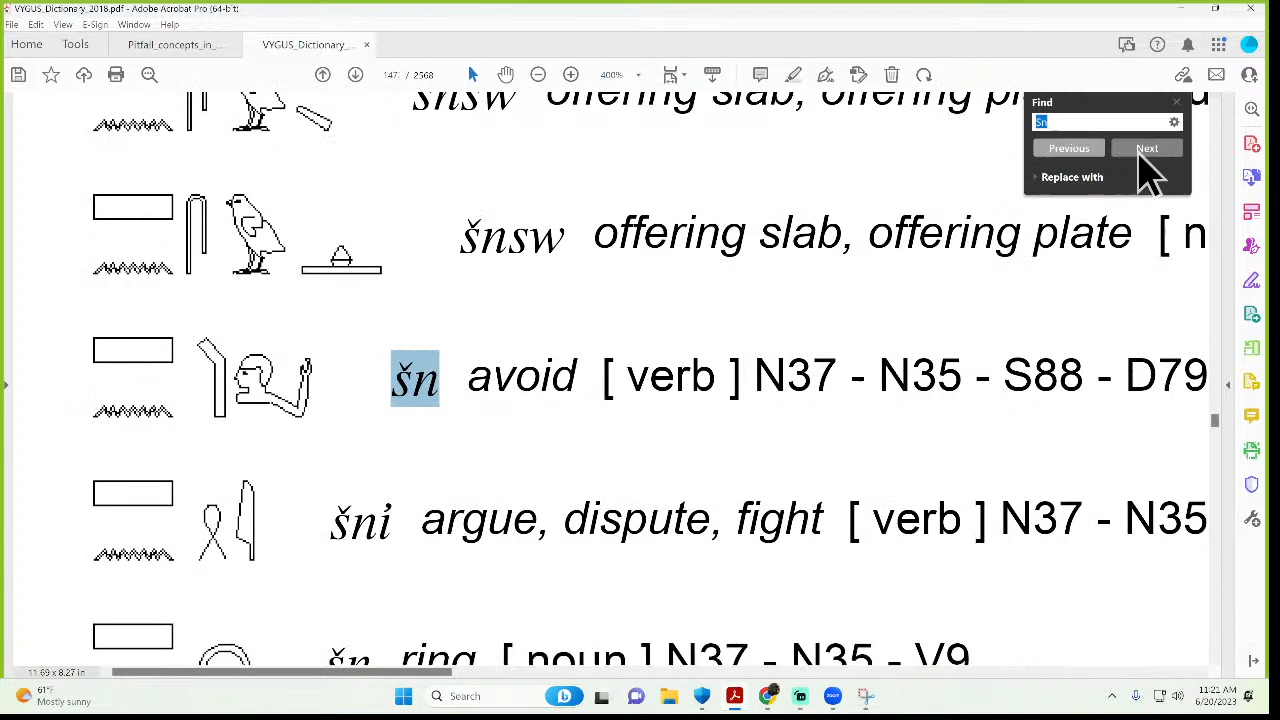 VYGUS_Dictionary_2018.pdf - Adobe Acrobat Pro (64-bit)
File Edit View E-Sign Window Help
Home Tools Pitfall_concepts_in_... VYGUS_Dictionary_... ×
147: / 2568 400%
šnsw offering slab, offering pl
Find
Šn
Previous Next
Replace with
šnsw offering slab, offering plate [ n
šn avoid [ verb ] N37 - N35 - S88 - D79
šnỉ argue, dispute, fight [ verb ] N37 - N35
šn ring [ noun ] N37 - N35 - V9
11.69 x 8.27 in
61°F
Mostly sunny
Search
zoom
11:21 AM
6/20/2023